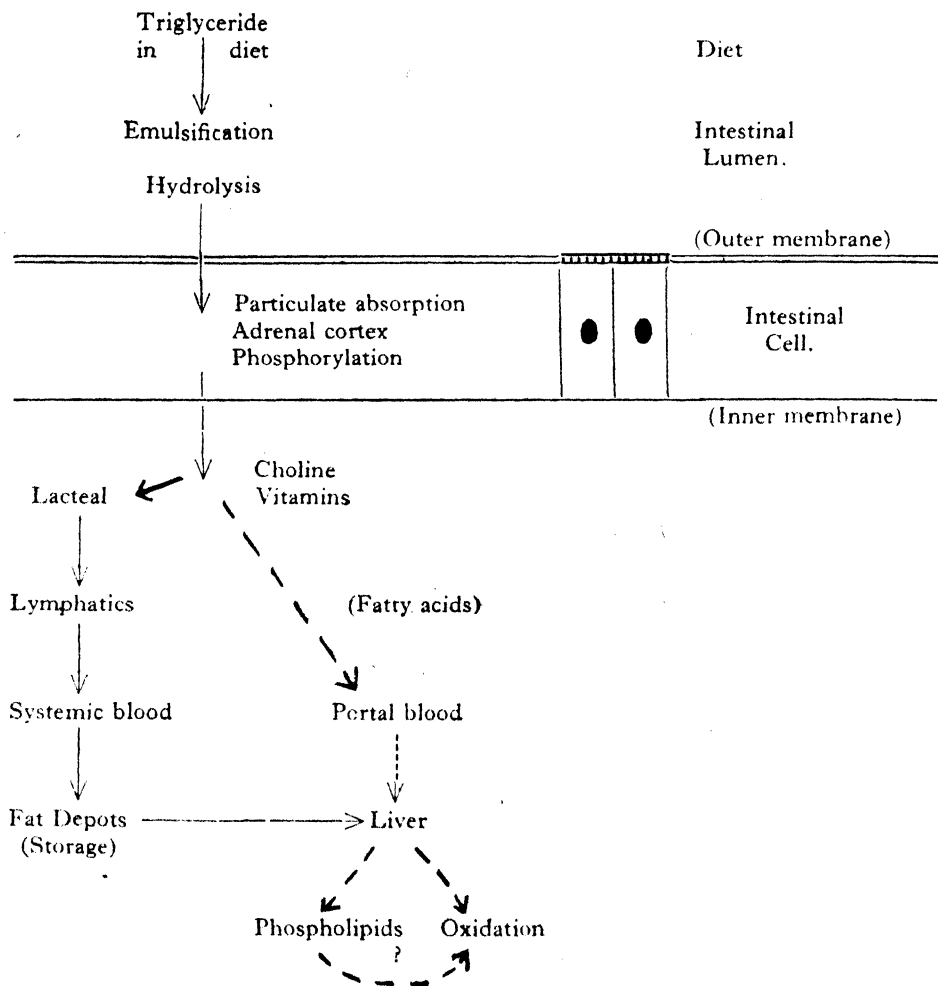 Triglyceride
in diet
Diet
Emulsification
Intestinal
Lumen.
Hydrolysis
(Outer membrane)
Particulate absorption
Adrenal cortex
Phosphorylation
Intestinal
Cell.
(Inner membrane)
Choline
Vitamins
Lacteal
Lymphatics
(Fatty acids)
Systemic blood
Portal blood
Fat Depots
(Storage)
Liver
Phospholipids
Oxidation
?